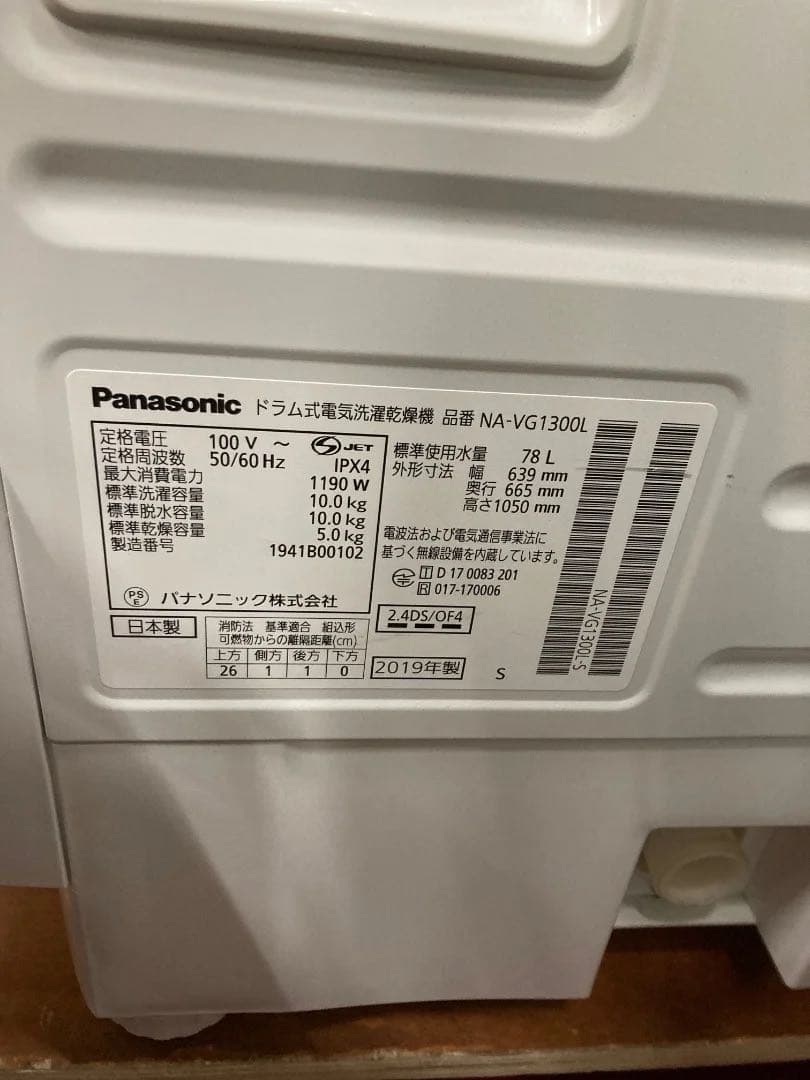 Panasonic ドラム式電気洗濯乾燥機 品番 NA-VG1300L
定格電圧 100 V ～
定格周波数 50/60 Hz
S JET
IPX4
最大消費電力 1190 W
標準洗濯容量 10.0 kg
標準脱水容量 10.0 kg
標準乾燥容量 5.0 kg
製造番号 1941B00102
PS
E パナソニック株式会社
標準使用水量 78 L
外形寸法 幅 639 mm
奥行 665 mm
高さ1050 mm
電波法および電気通信事業法に
基づく無線設備を内蔵しています。
T D 17 0083 201
R 017-170006
2.4DS/OF4
日本製
消防法 基準適合 組込形
可燃物からの離隔距離(cm)
上方 側方 後方 下方
26 1 1 0
2019年製
S
NA-VG1300L-S